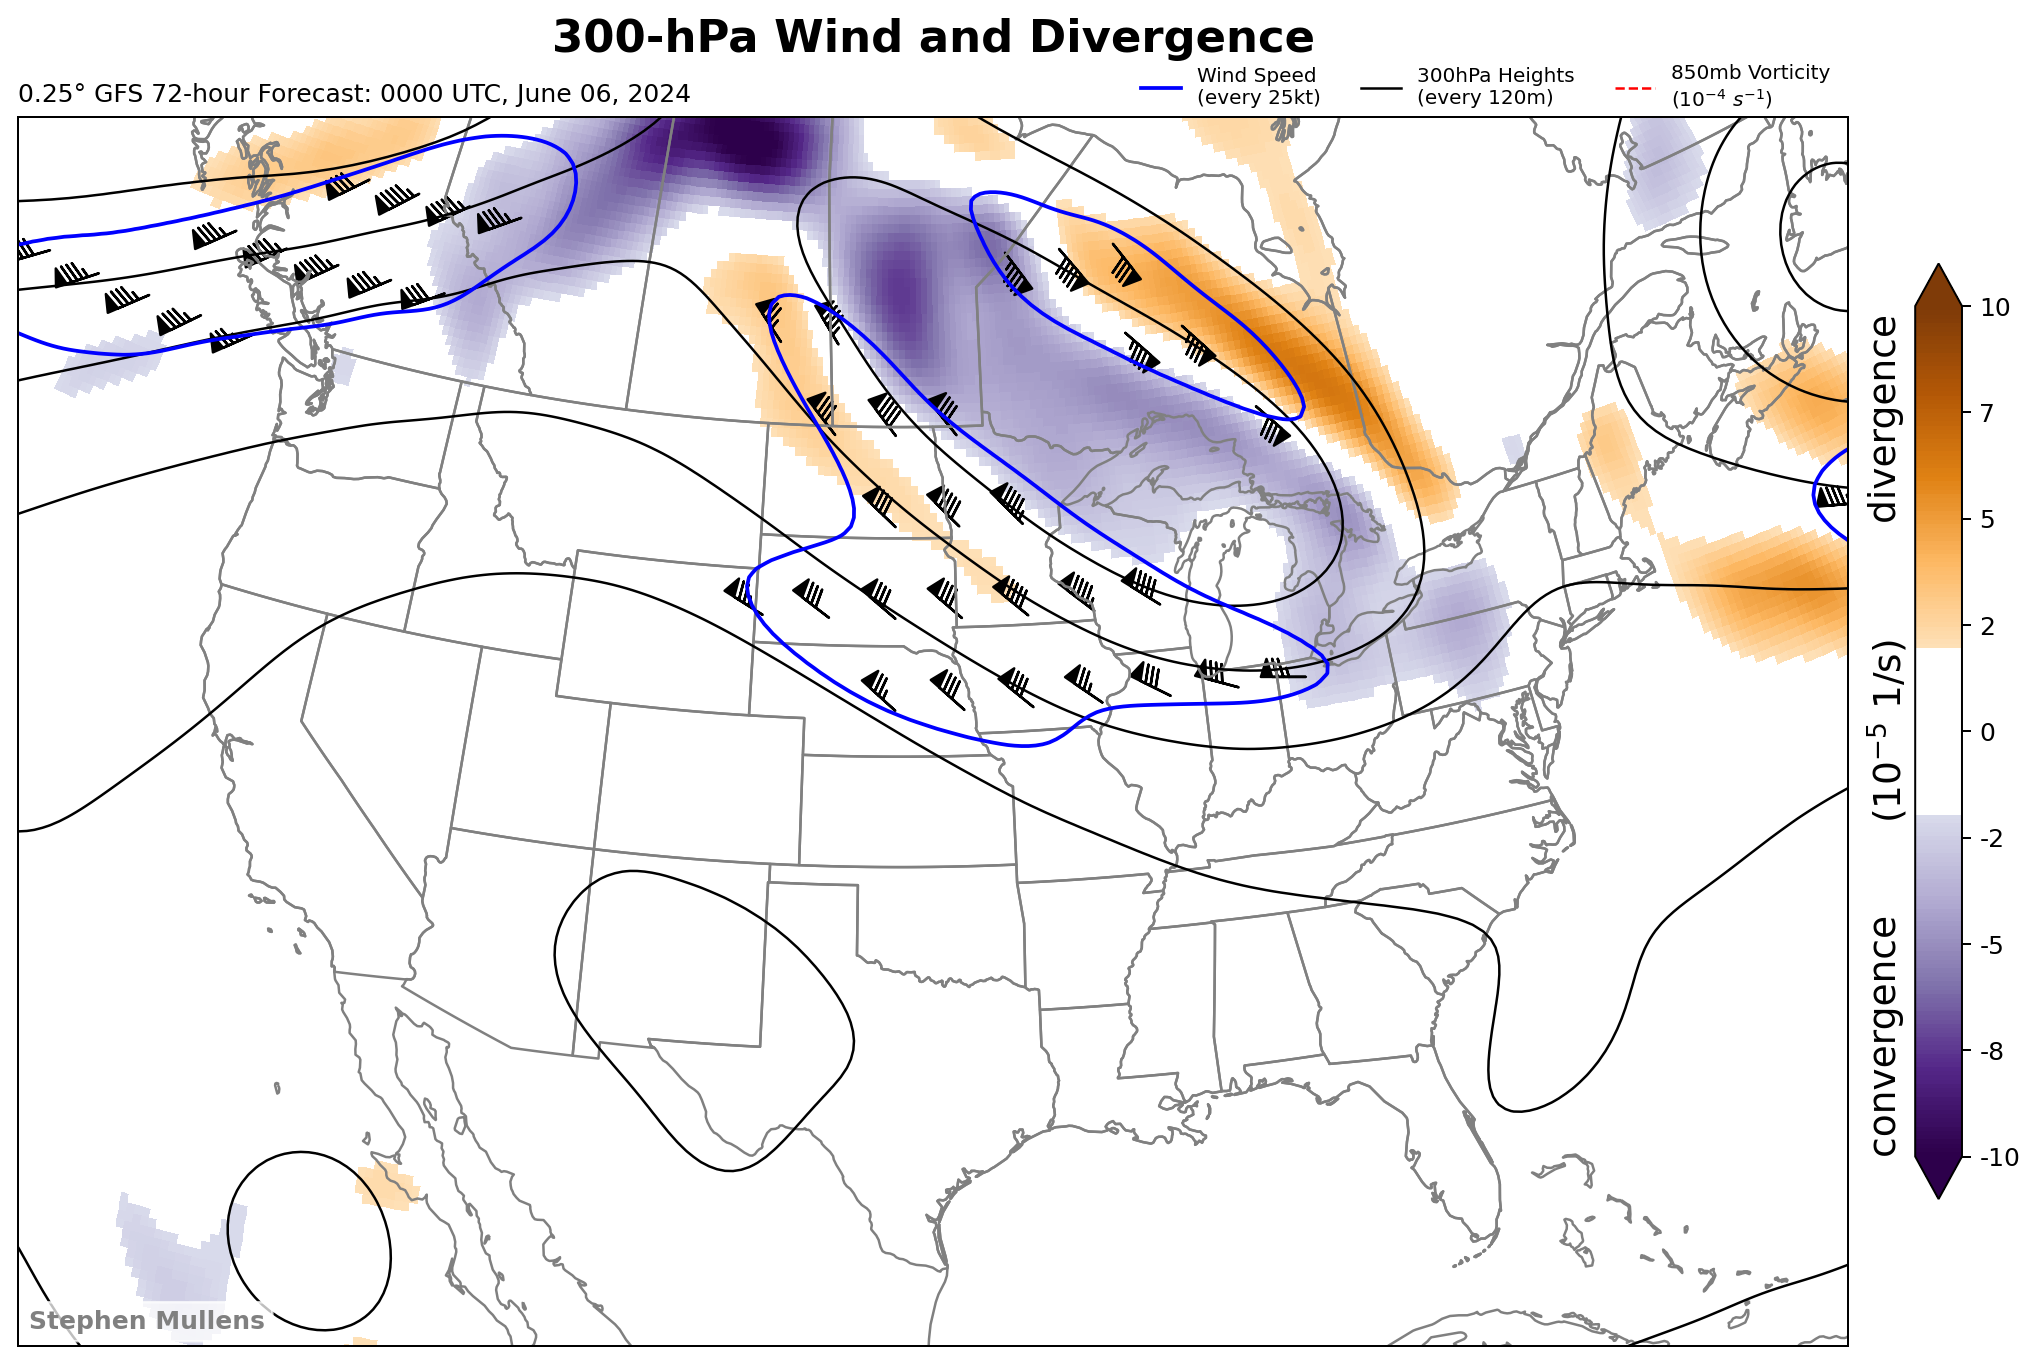 300-hPa Wind and Divergence
0.25° GFS 72-hour Forecast: 0000 UTC, June 06, 2024
Wind Speed
(every 25kt)
300hPa Heights
(every 120m)
850mb Vorticity
(10⁻⁴ s⁻¹)
10
7
5
2
0
-2
-5
-8
-10
convergence (10⁻⁵ 1/s) divergence
Stephen Mullens